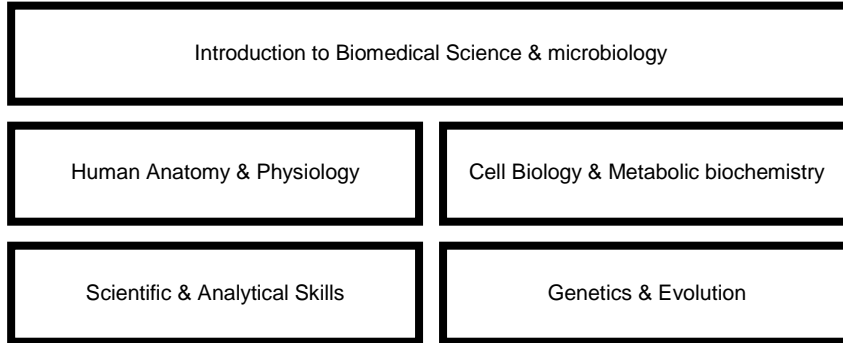 Introduction to Biomedical Science & microbiology
Human Anatomy & Physiology
Cell Biology & Metabolic biochemistry
Scientific & Analytical Skills
Genetics & Evolution